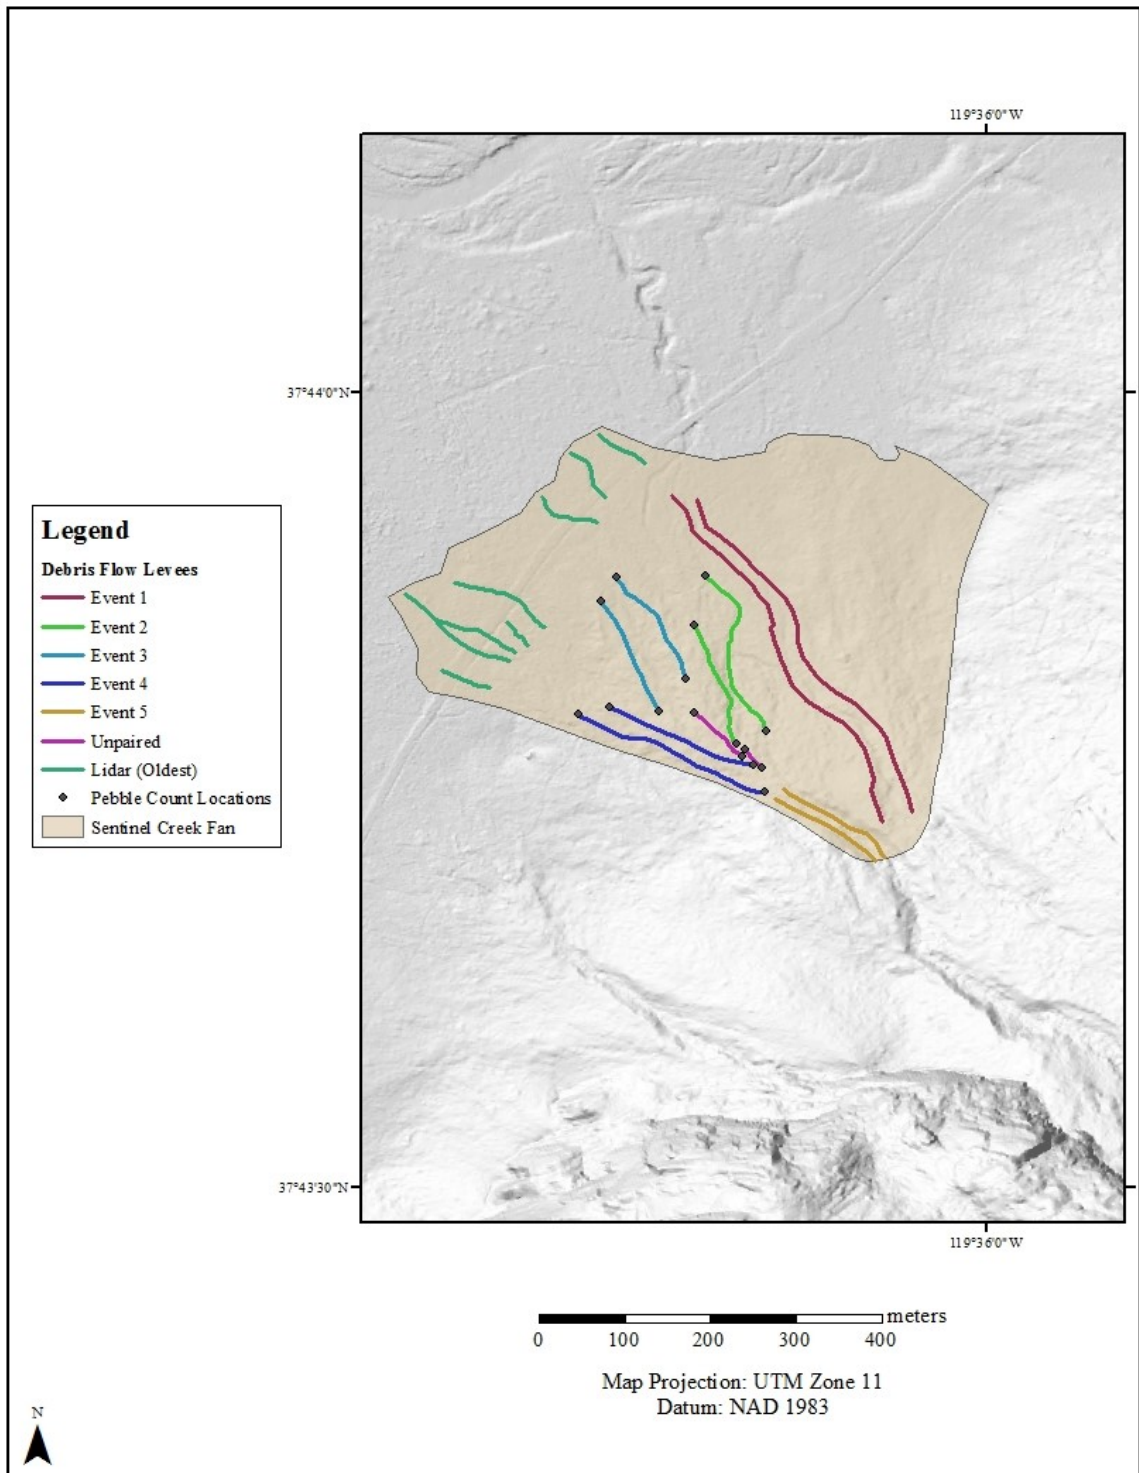 119°36'0"W
37°44'0"N
Legend
Debris Flow Levees
Event 1
Event 2
Event 3
Event 4
Event 5
Unpaired
Lidar (Oldest)
Pebble Count Locations
Sentinel Creek Fan
37°43'30"N
119°36'0"W
meters
0 100 200 300 400
Map Projection: UTM Zone 11
Datum: NAD 1983
N